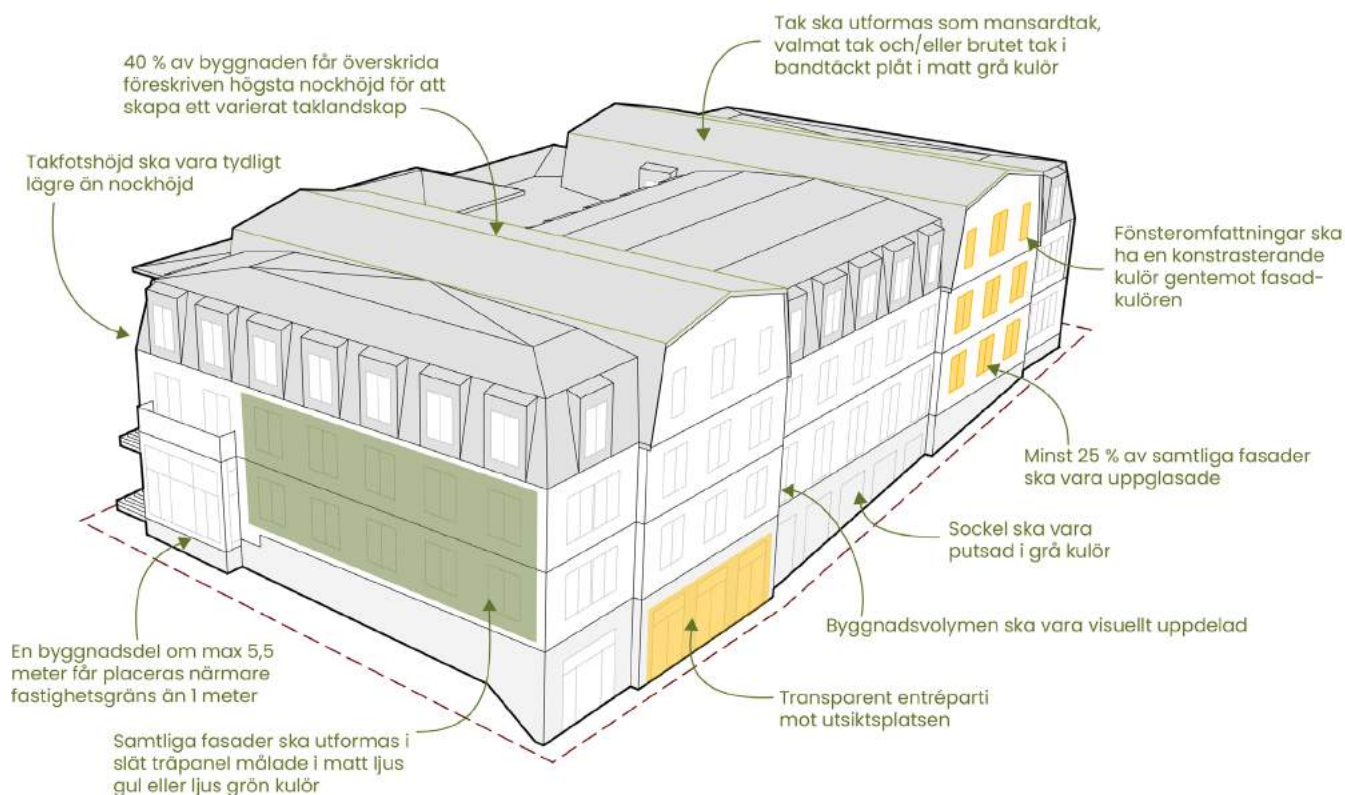 Tak ska utformas som mansardtak,
valmat tak och/eller brutet tak i
bandtäckt plåt i matt grå kulör
40 % av byggnaden får överskrida
föreskriven högsta nockhöjd för att
skapa ett varierat taklandskap
Takfotshöjd ska vara tydligt
lägre än nockhöjd
Fönsteromfattningar ska
ha en konstrasterande
kulör gentemot fasad-
kulören
Minst 25 % av samtliga fasader
ska vara uppglasade
Sockel ska vara
putsad i grå kulör
Byggnadsvolymen ska vara visuellt uppdelad
En byggnadsdel om max 5,5
meter får placeras närmare
fastighetsgräns än 1 meter
Transparent entréparti
mot utsiktsplatsen
Samtliga fasader ska utformas i
slät träpanel målade i matt ljus
gul eller ljus grön kulör